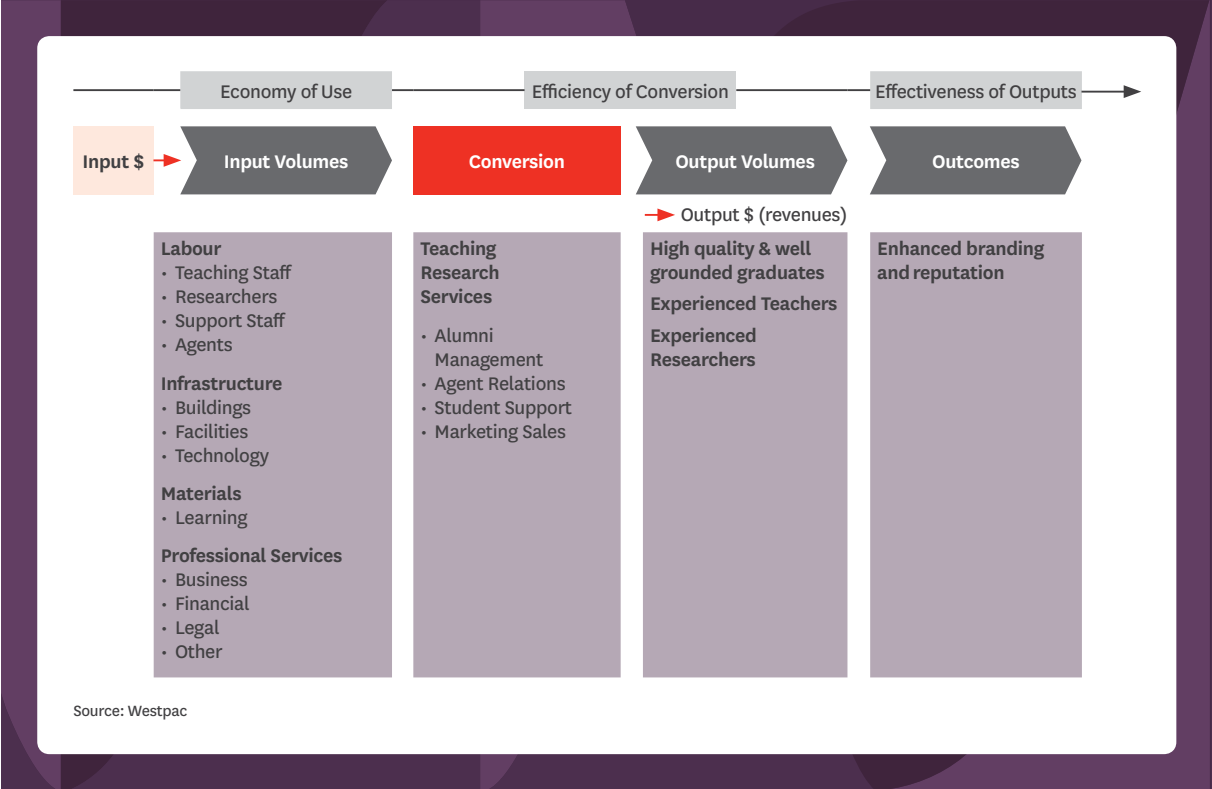 Economy of Use
Efficiency of Conversion
Effectiveness of Outputs
Input $
Input Volumes
Conversion
Output Volumes
Outcomes
Output $ (revenues)
Labour
• Teaching Staff
• Researchers
• Support Staff
• Agents
Infrastructure
• Buildings
• Facilities
• Technology
Materials
• Learning
Professional Services
• Business
• Financial
• Legal
• Other
Teaching
Research
Services
• Alumni
Management
• Agent Relations
• Student Support
• Marketing Sales
High quality & well
grounded graduates
Experienced Teachers
Experienced
Researchers
Enhanced branding
and reputation
Source: Westpac